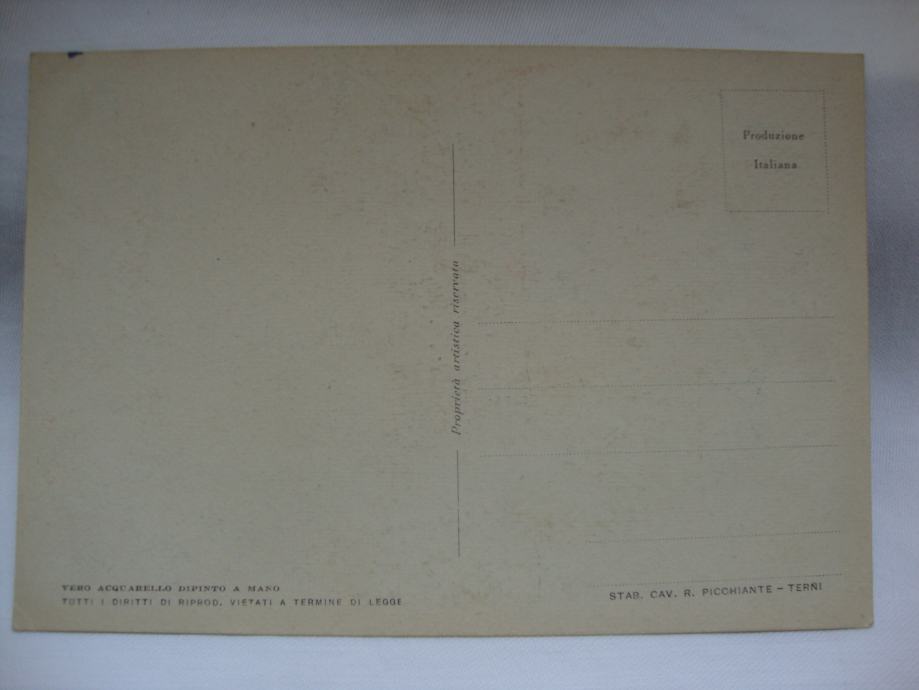 Produzione
Italiana
Proprietà artistica riservata
VERO ACQUARELLO DIPINTO A MANO
TUTTI I DIRITTI DI RIPROD. VIETATI A TERMINE DI LEGGE
STAB. CAV. R. PICCHIANTE - TERNI